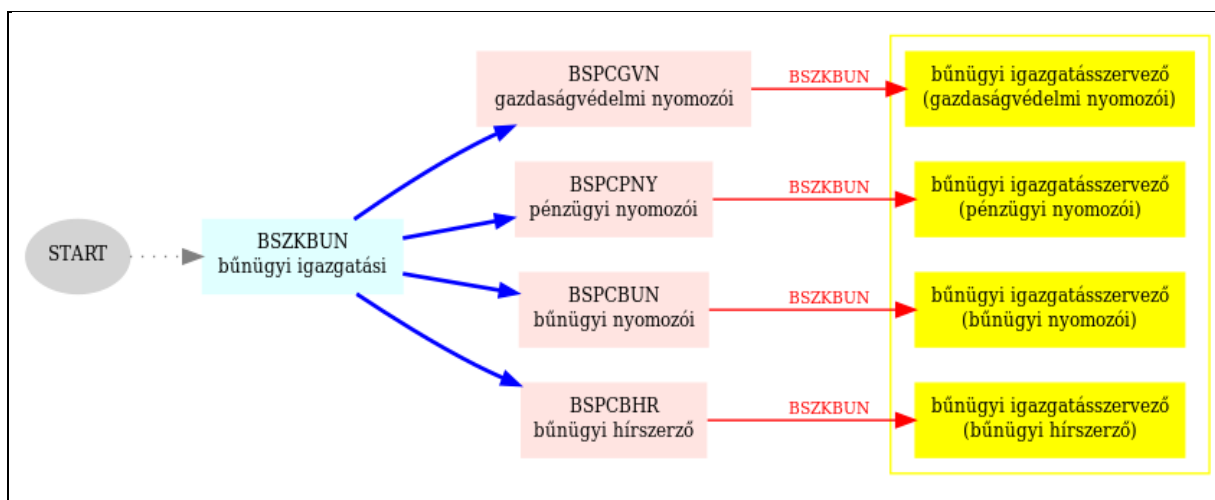 START
BSZKBUN
bűnügyi igazgatási
BSPCGVN
gazdaságvédelmi nyomozói
BSZKBUN
bűnügyi igazgatásszervező
(gazdaságvédelmi nyomozói)
BSPCPNY
pénzügyi nyomozói
BSZKBUN
bűnügyi igazgatásszervező
(pénzügyi nyomozói)
BSPCBUN
bűnügyi nyomozói
BSZKBUN
bűnügyi igazgatásszervező
(bűnügyi nyomozói)
BSPCBHR
bűnügyi hírszerző
BSZKBUN
bűnügyi igazgatásszervező
(bűnügyi hírszerző)